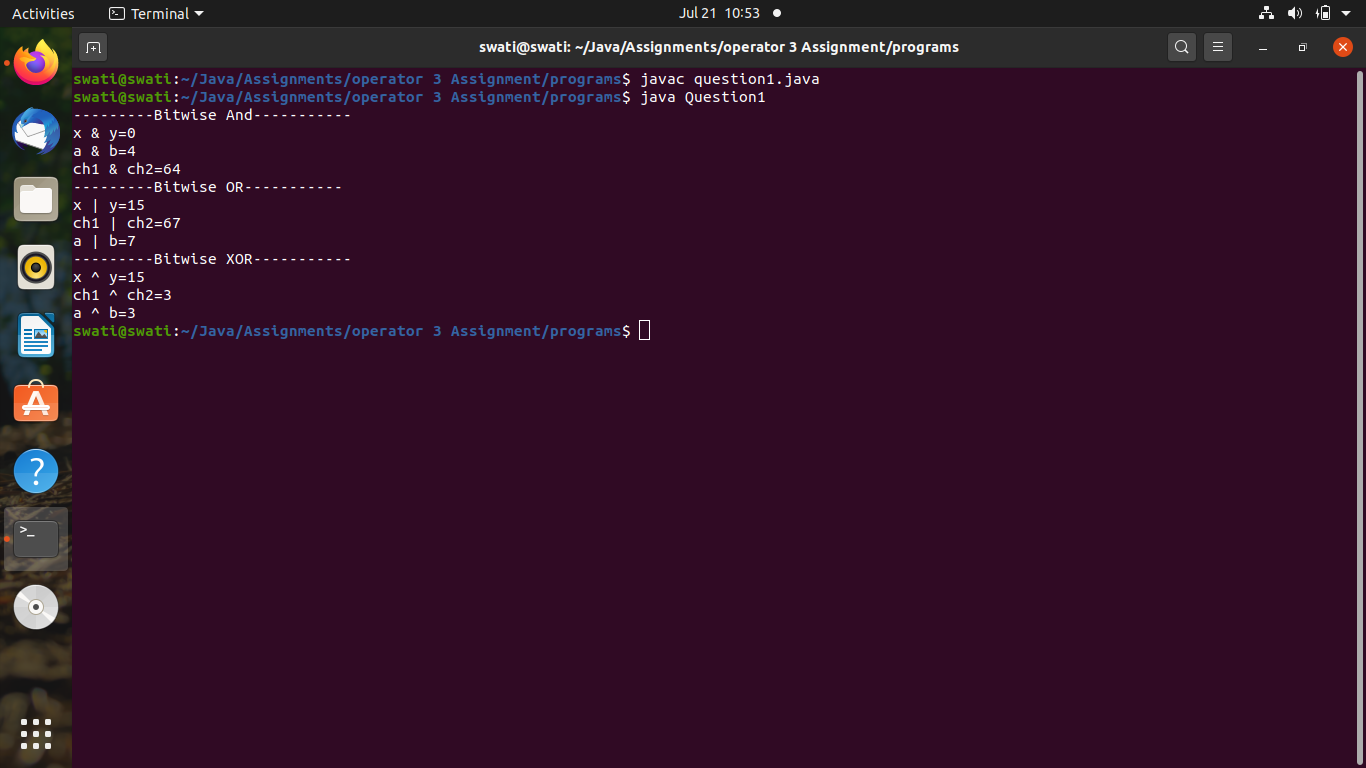 Activities
Terminal
Jul 21 10:53
swati@swati: ~/Java/Assignments/operator 3 Assignment/programs
swati@swati:~/Java/Assignments/operator 3 Assignment/programs$ javac question1.java
swati@swati:~/Java/Assignments/operator 3 Assignment/programs$ java Question1
---------Bitwise And-----------
x & y=0
a & b=4
ch1 & ch2=64
---------Bitwise OR-----------
x | y=15
ch1 | ch2=67
a | b=7
---------Bitwise XOR-----------
x ^ y=15
ch1 ^ ch2=3
a ^ b=3
swati@swati:~/Java/Assignments/operator 3 Assignment/programs$